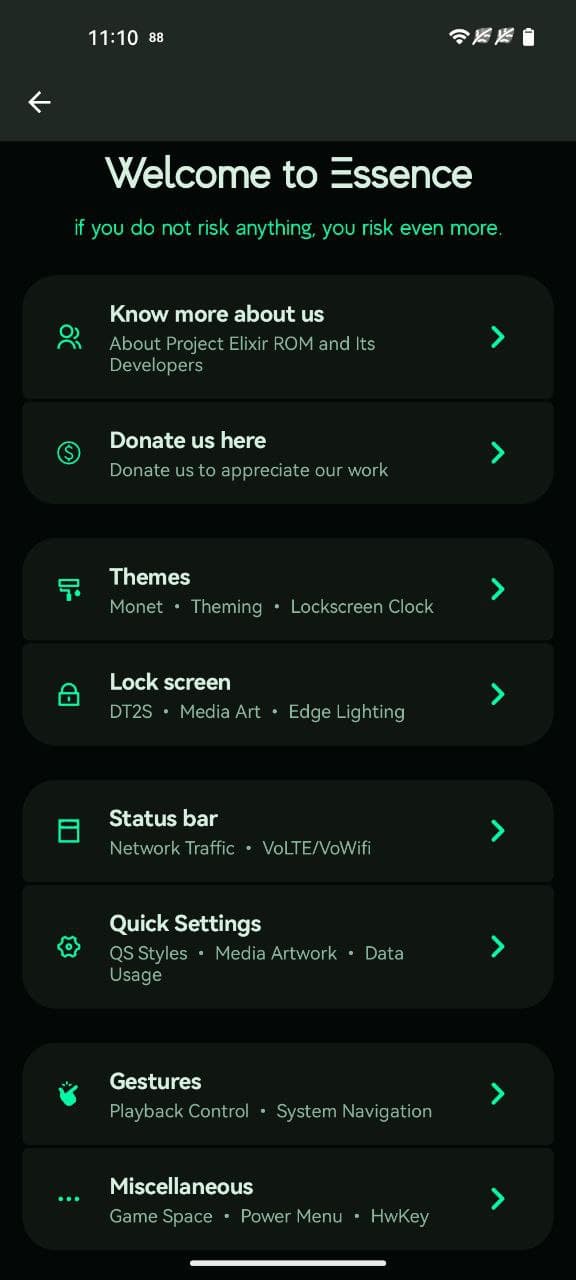 11:10 88
Welcome to Essence
if you do not risk anything, you risk even more.
Know more about us
About Project Elixir ROM and Its
Developers
Donate us here
Donate us to appreciate our work
Themes
Monet • Theming • Lockscreen Clock
Lock screen
DT2S • Media Art • Edge Lighting
Status bar
Network Traffic • VoLTE/VoWifi
Quick Settings
QS Styles • Media Artwork • Data
Usage
Gestures
Playback Control • System Navigation
Miscellaneous
Game Space • Power Menu • HwKey